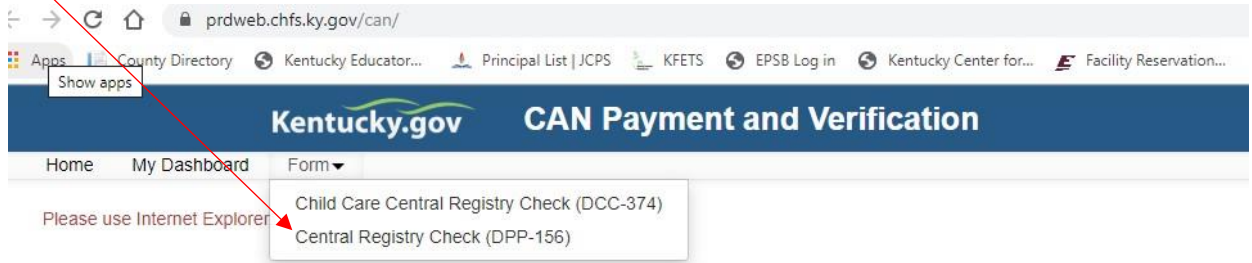 prdweb.chfs.ky.gov/can/
Apps County Directory Kentucky Educator... Principal List | JCPS KFETS EPSB Log in Kentucky Center for... Facility Reservation...
Show apps
Kentucky.gov CAN Payment and Verification
Home My Dashboard Form
Child Care Central Registry Check (DCC-374)
Please use Internet Explorer
Central Registry Check (DPP-156)